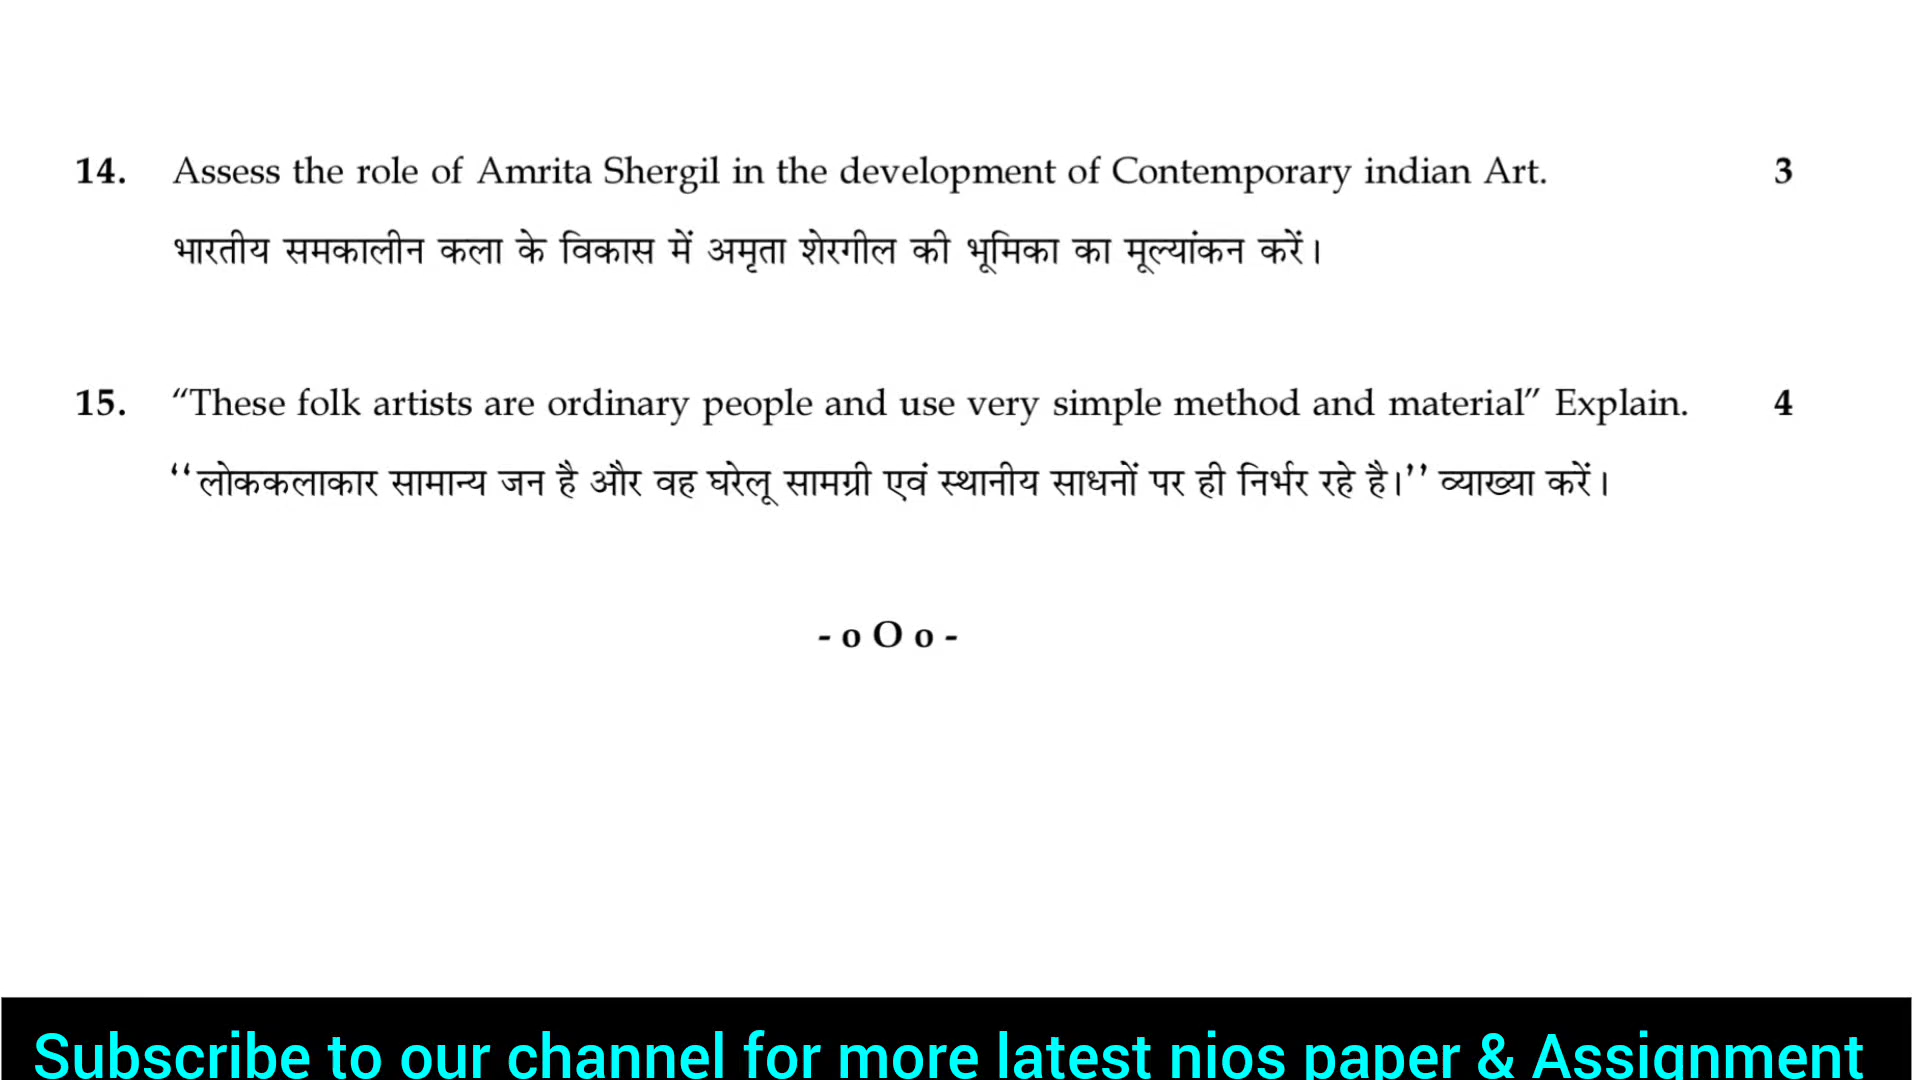 14. Assess the role of Amrita Shergil in the development of Contemporary indian Art. 3
भारतीय समकालीन कला के विकास में अमृता शेरगील की भूमिका का मूल्यांकन करें।
15. “These folk artists are ordinary people and use very simple method and material” Explain. 4
‘‘लोककलाकार सामान्य जन है और वह घरेलू सामग्री एवं स्थानीय साधनों पर ही निर्भर रहे है।’’ व्याख्या करें।
- o O o -
Subscribe to our channel for more latest nios paper & Assignment